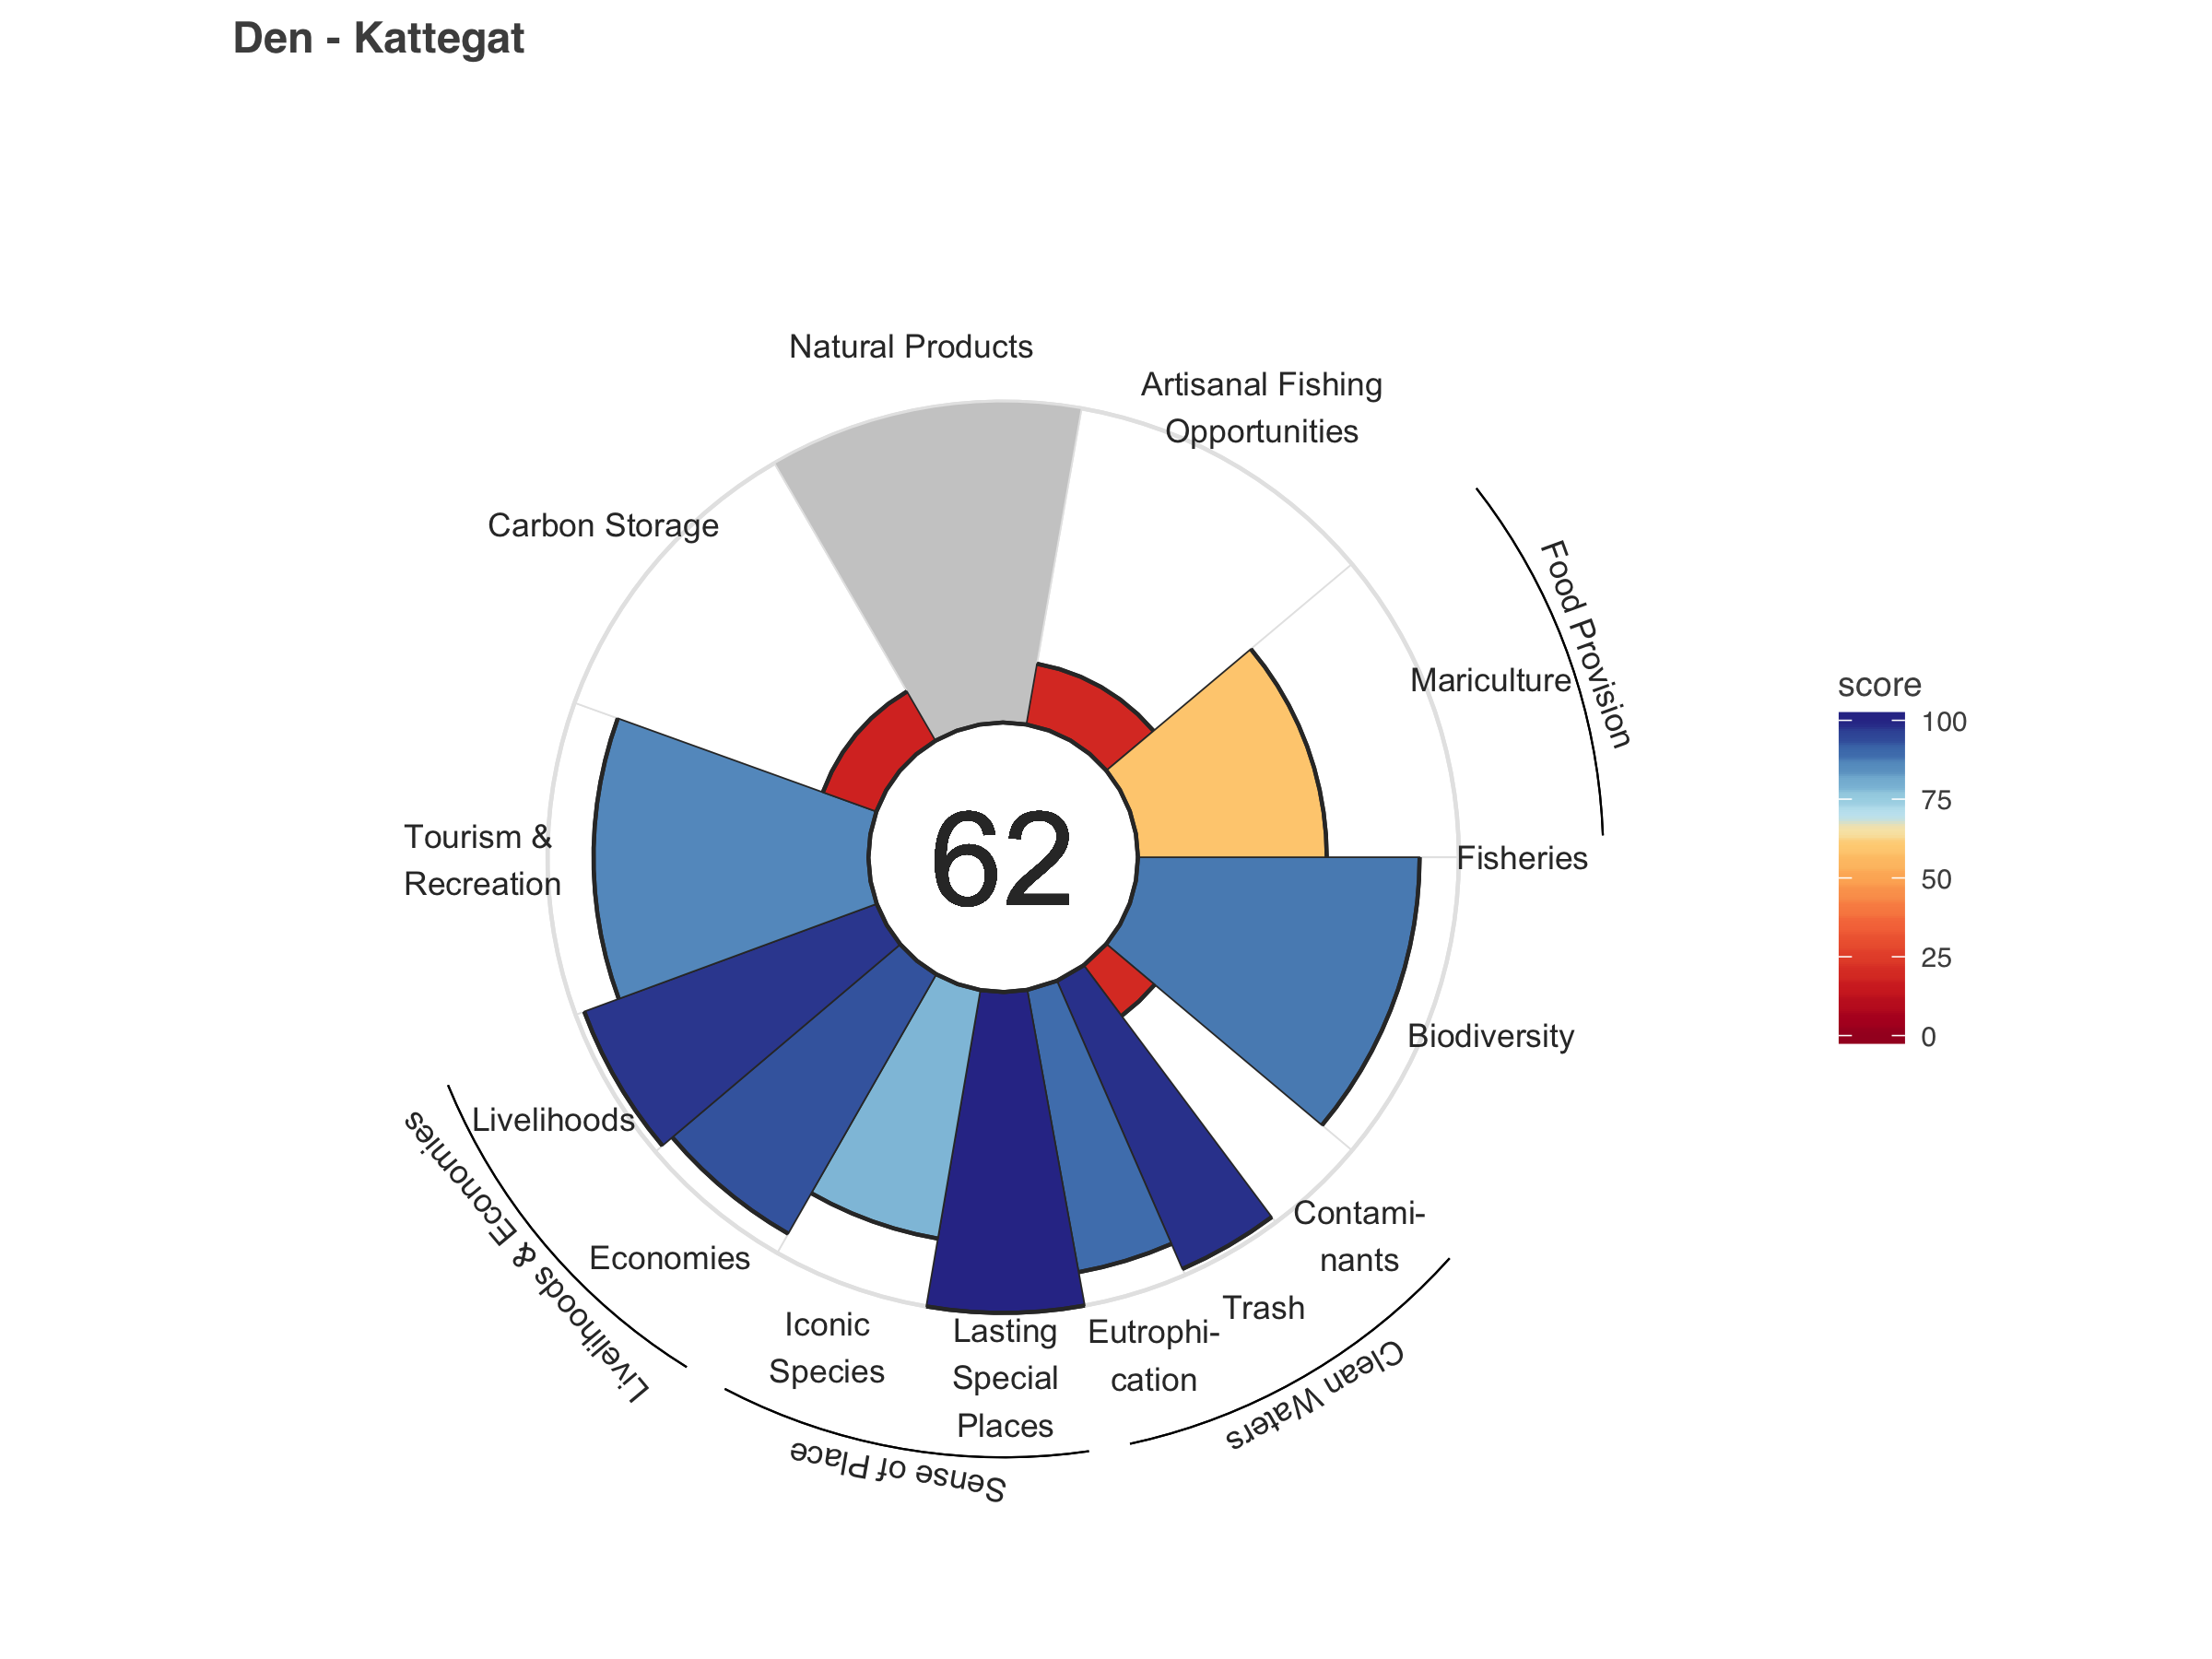 Den - Kattegat
Natural Products
Artisanal Fishing
Opportunities
Carbon Storage
Food Provision
Mariculture
Tourism &
Recreation
62
Fisheries
Biodiversity
Livelihoods
Livelihoods & Economies
Economies
Contami-
nants
Trash
Clean Waters
Iconic
Species
Lasting
Special
Places
Eutrophi-
cation
Sense of Place
score
100
75
50
25
0